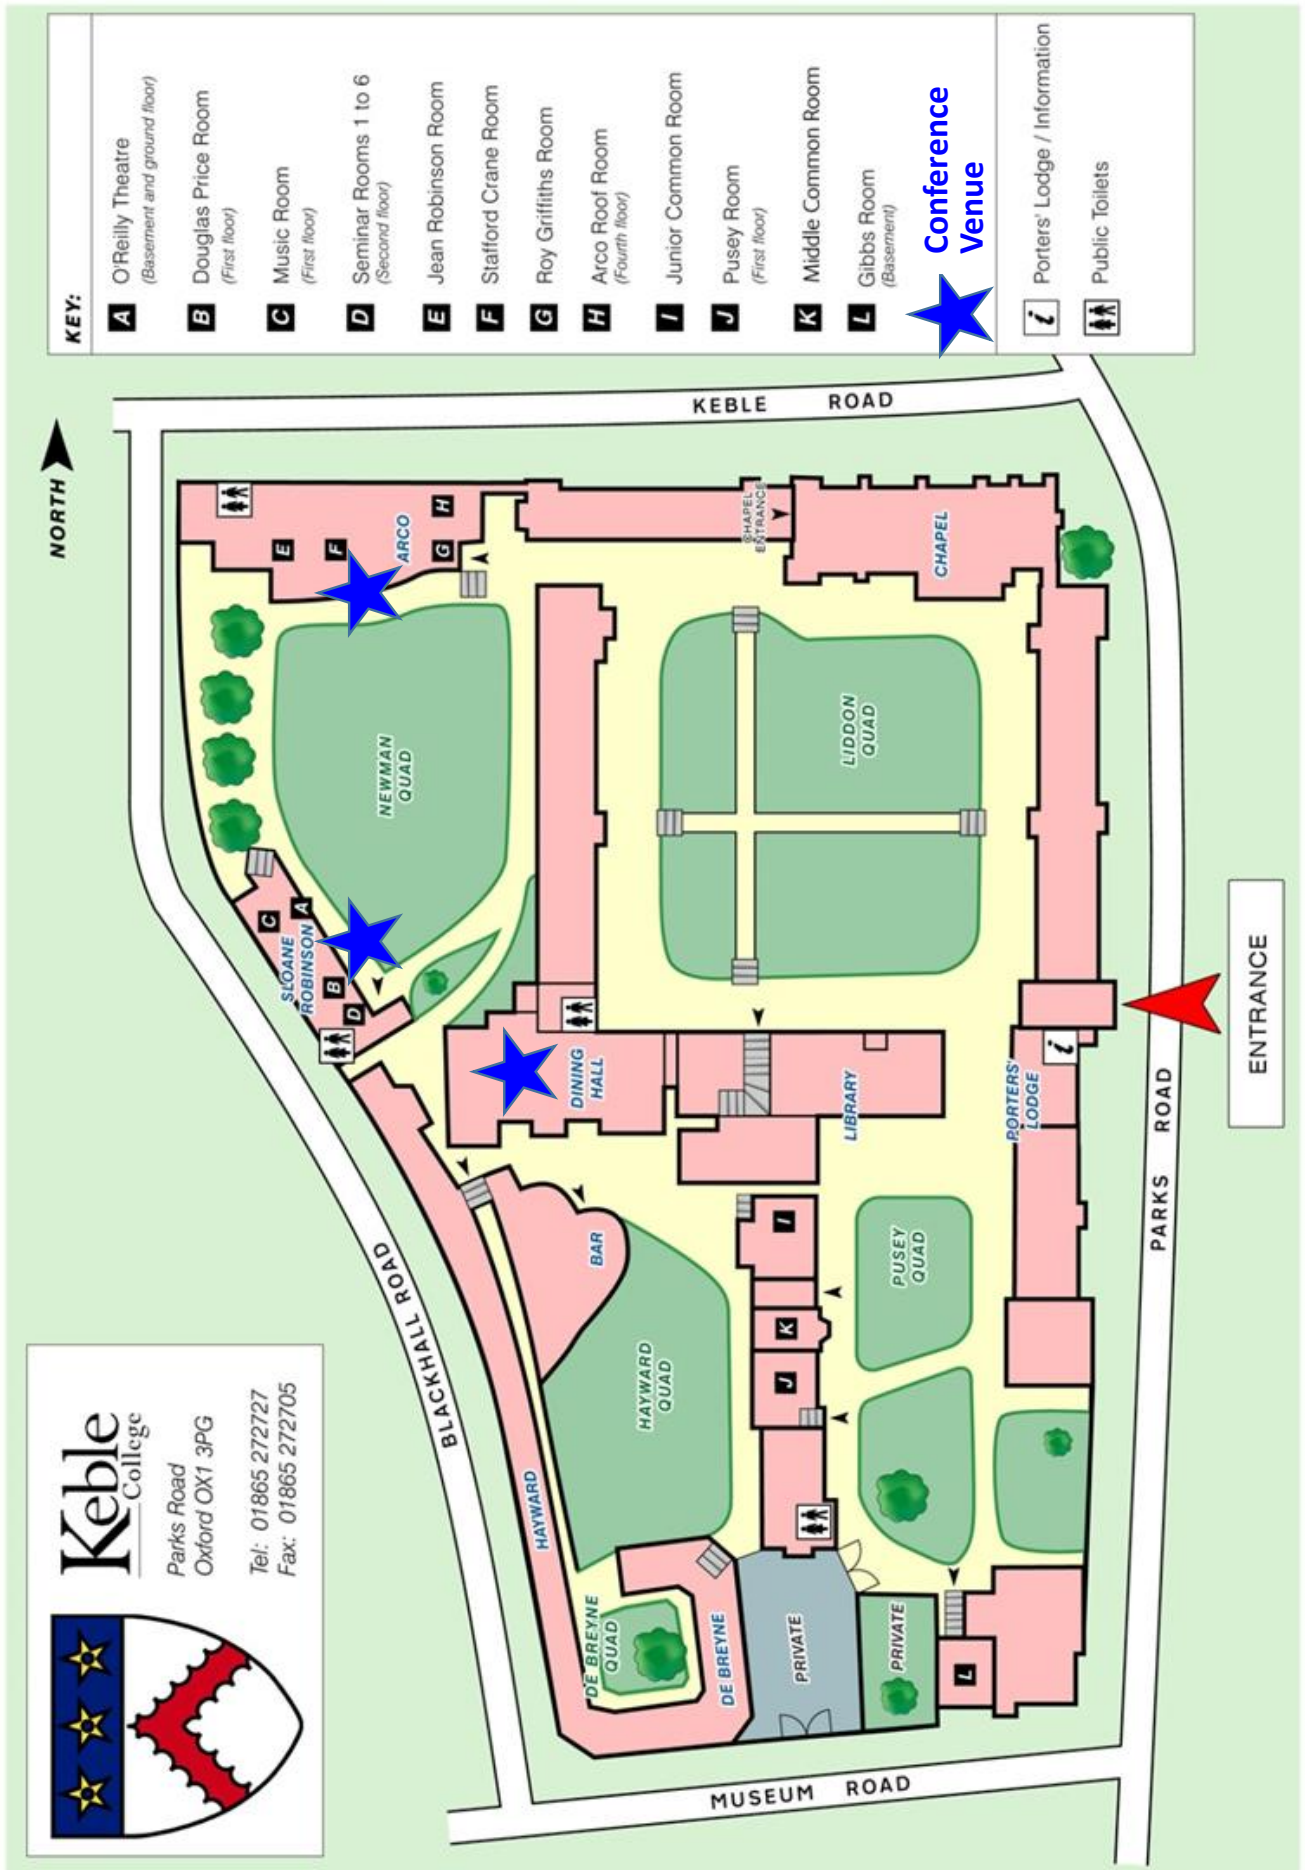 Keble
College
Parks Road
Oxford OX1 3PG
Tel: 01865 272727
Fax: 01865 272705
NORTH
KEY:
A O'Reilly Theatre
(Basement and ground floor)
B Douglas Price Room
(First floor)
C Music Room
(First floor)
D Seminar Rooms 1 to 6
(Second floor)
E Jean Robinson Room
F Stafford Crane Room
G Roy Griffiths Room
H Arco Roof Room
(Fourth floor)
I Junior Common Room
J Pusey Room
(First floor)
K Middle Common Room
L Gibbs Room
(Basement)
Conference
Venue
i Porters' Lodge / Information
Public Toilets
BLACKHALL ROAD
KEBLE ROAD
MUSEUM ROAD
PARKS ROAD
ENTRANCE
SLOANE
ROBINSON
A
B
C
D
NEWMAN
QUAD
ARCO
E
F
G
H
CHAPEL
ENTRANCE
CHAPEL
LIDDON
QUAD
DINING
HALL
LIBRARY
PORTERS'
LODGE
i
BAR
HAYWARD
HAYWARD
QUAD
I
K
J
PUSEY
QUAD
DE BREYNE
QUAD
DE BREYNE
PRIVATE
PRIVATE
L